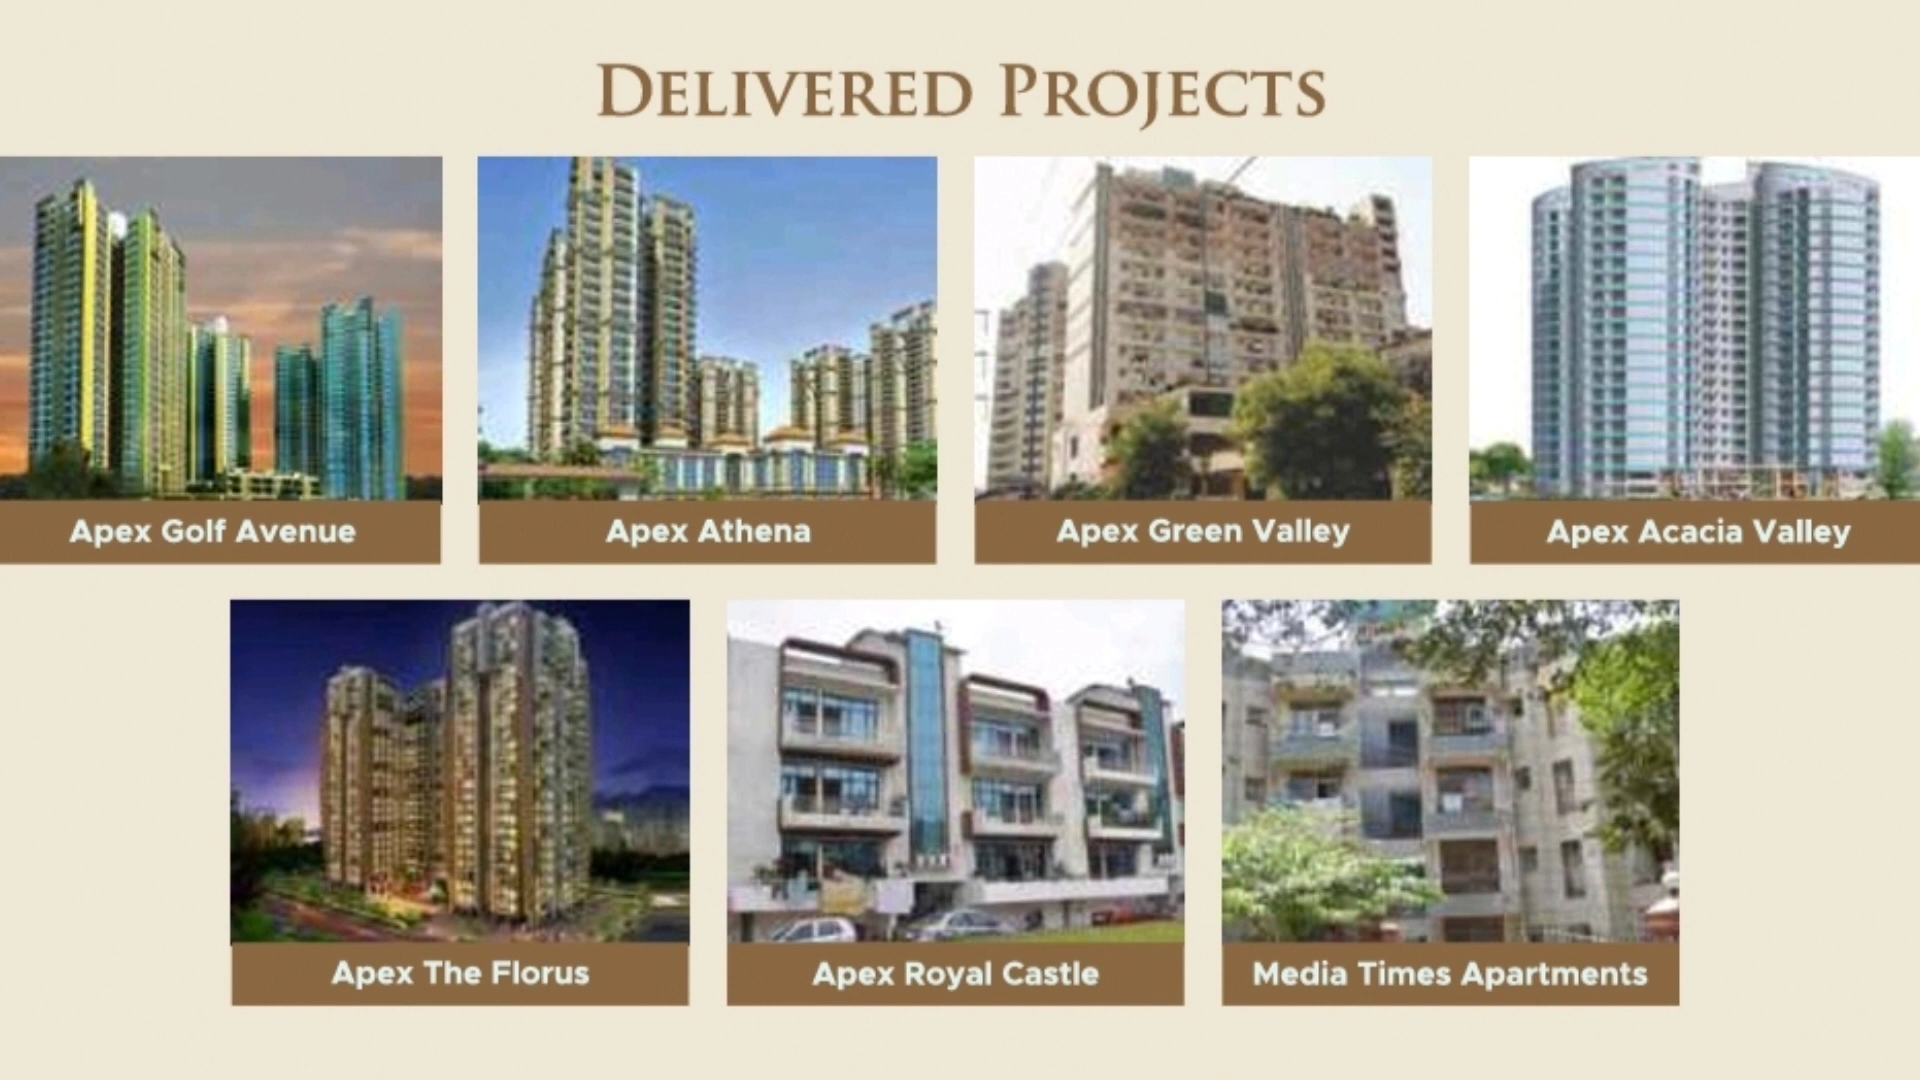 DELIVERED PROJECTS
Apex Golf Avenue
Apex Athena
Apex Green Valley
Apex Acacia Valley
Apex The Florus
Apex Royal Castle
Media Times Apartments